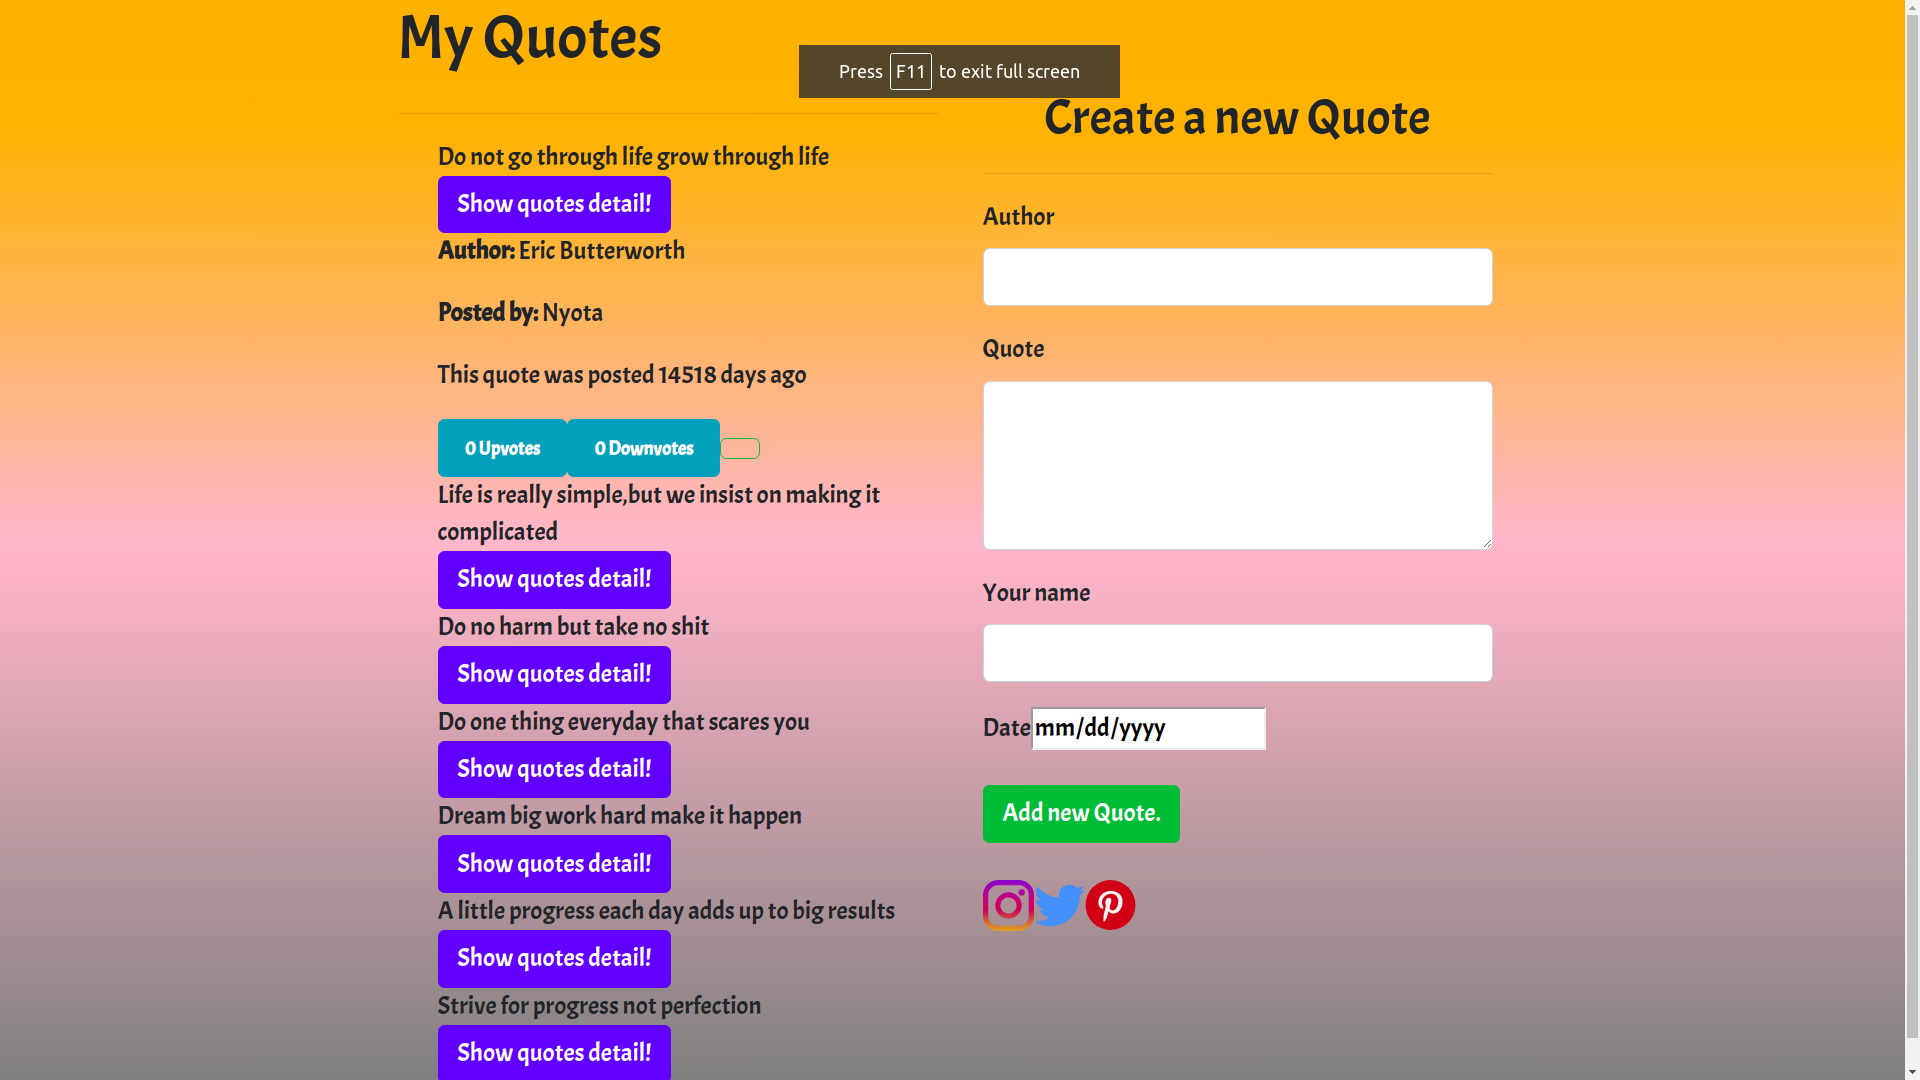 My Quotes
Press F11 to exit full screen
Do not go through life grow through life
Show quotes detail!
Author: Eric Butterworth
Posted by: Nyota
This quote was posted 14518 days ago
0 Upvotes 0 Downvotes
Life is really simple,but we insist on making it
complicated
Show quotes detail!
Do no harm but take no shit
Show quotes detail!
Do one thing everyday that scares you
Show quotes detail!
Dream big work hard make it happen
Show quotes detail!
A little progress each day adds up to big results
Show quotes detail!
Strive for progress not perfection
Show quotes detail!
Create a new Quote
Author
Quote
Your name
Date mm/dd/yyyy
Add new Quote.